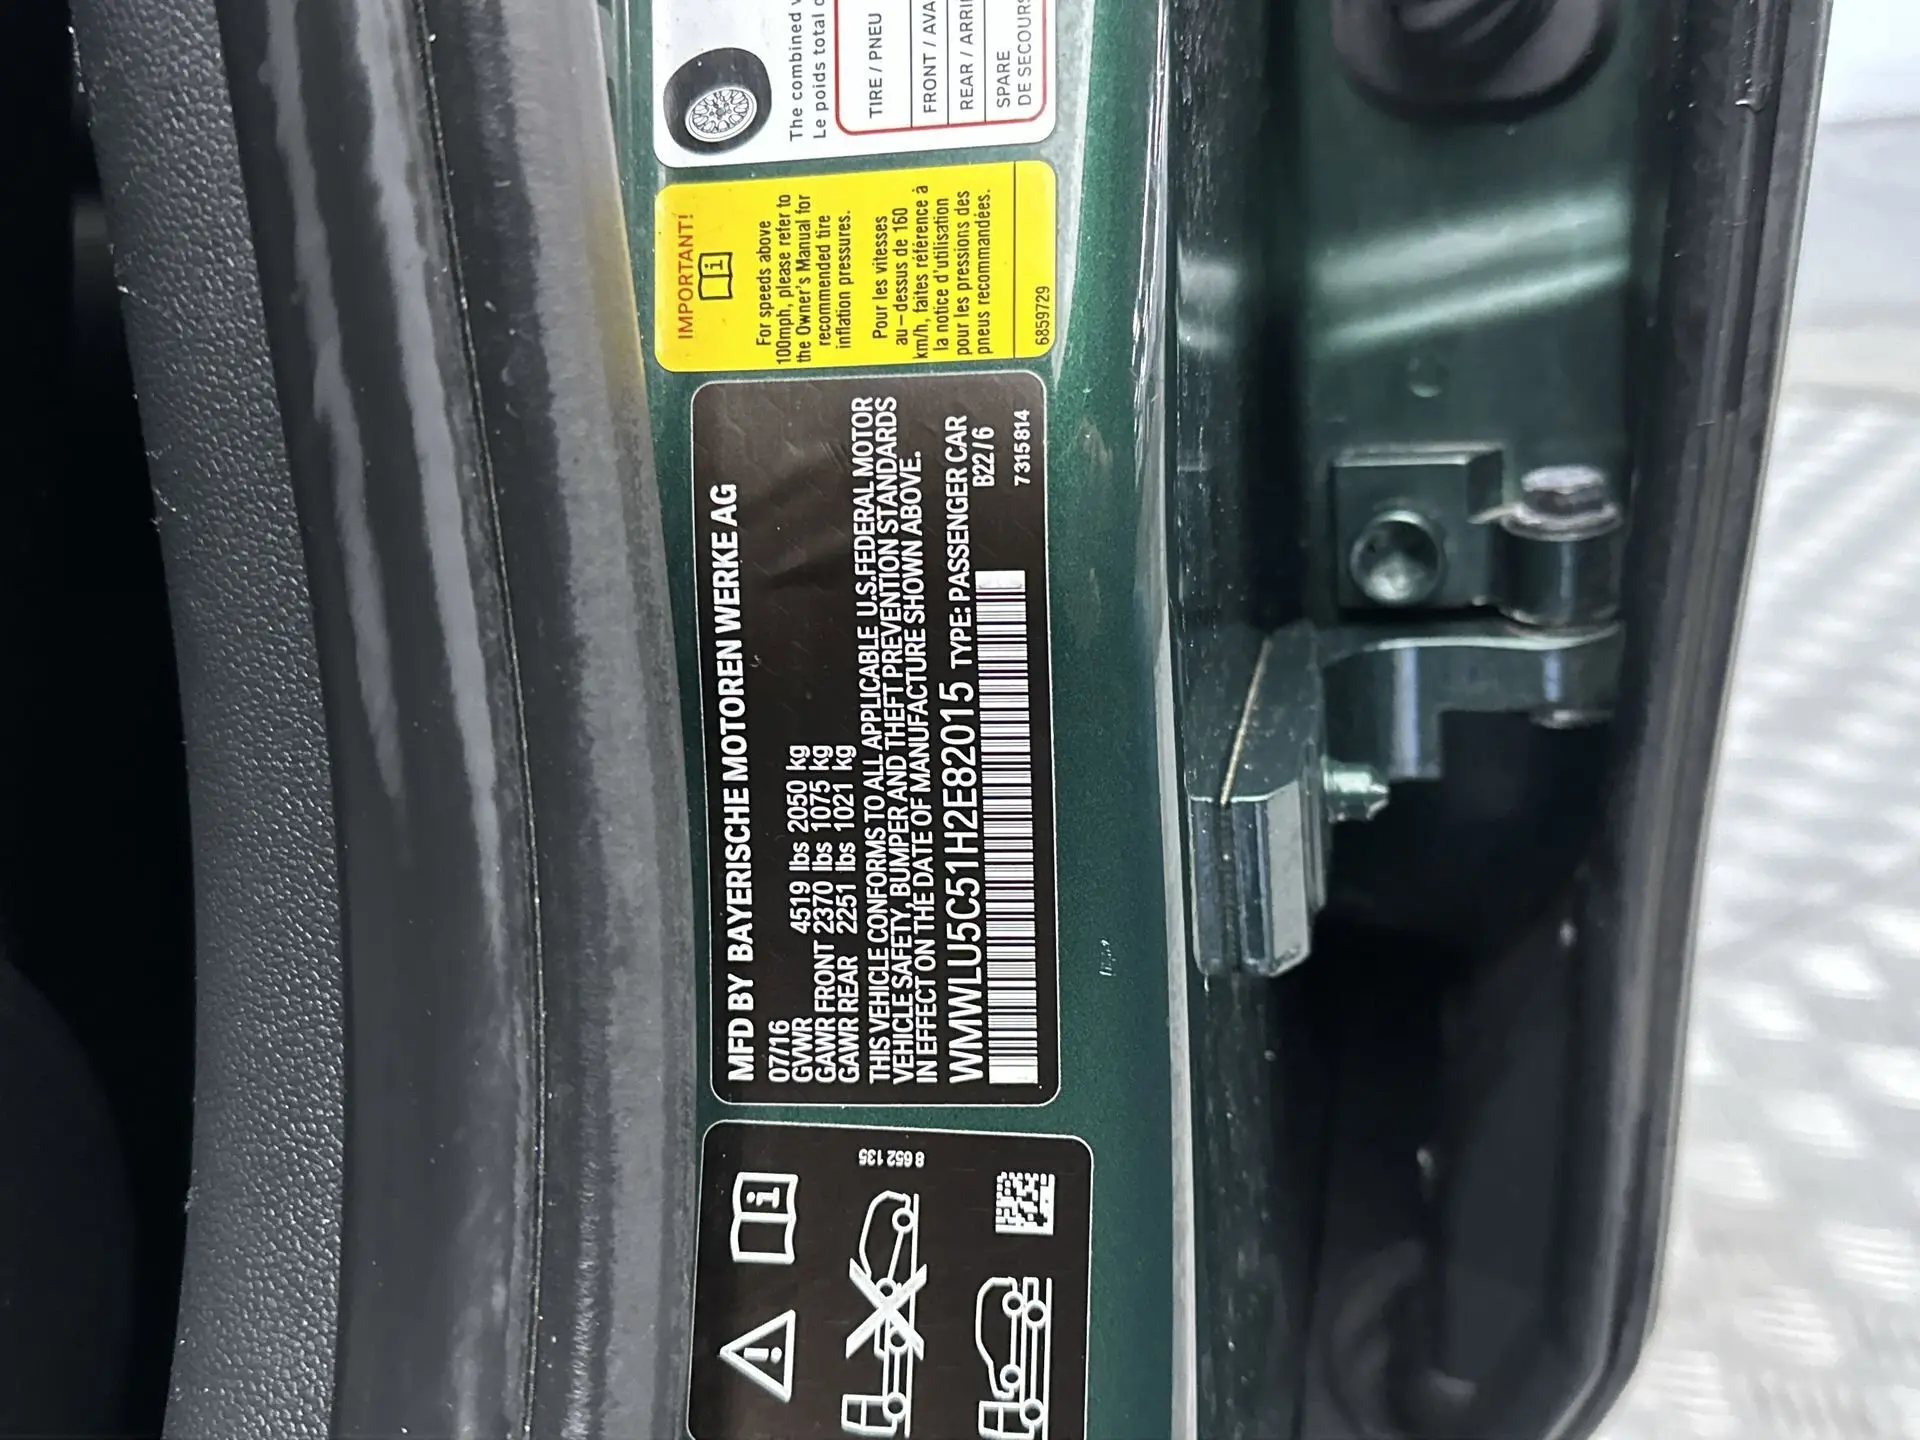 MFD BY BAYERISCHE MOTOREN WERKE AG
07/16
GVWR 4519 lbs 2050 kg
GAWR FRONT 2370 lbs 1075 kg
GAWR REAR 2251 lbs 1021 kg
THIS VEHICLE CONFORMS TO ALL APPLICABLE U.S.FEDERAL MOTOR
VEHICLE SAFETY, BUMPER AND THEFT PREVENTION STANDARDS
IN EFFECT ON THE DATE OF MANUFACTURE SHOWN ABOVE.
WMWLU5C51H2E82015 TYPE: PASSENGER CAR
B22/6
7315814
8 652 135
IMPORTANT!
For speeds above
100mph, please refer to
the Owner's Manual for
recommended tire
inflation pressures.
Pour les vitesses
au-dessus de 160
km/h, faites référence à
la notice d'utilisation
pour les pressions des
pneus recommandées.
6859729
The combined
Le poids total
TIRE / PNEU
FRONT / AVA
REAR / ARRI
SPARE
DE SECOURS